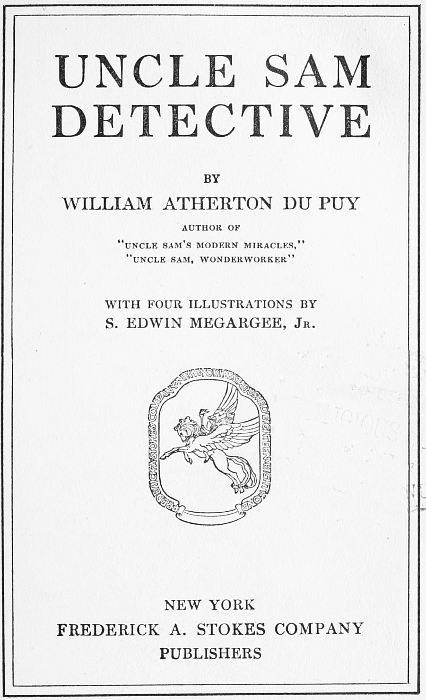 UNCLE SAM
DETECTIVE
BY
WILLIAM ATHERTON DU PUY
AUTHOR OF
"UNCLE SAM'S MODERN MIRACLES,"
"UNCLE SAM, WONDERWORKER"
WITH FOUR ILLUSTRATIONS BY
S. EDWIN MEGARGEE, Jr.
NEW YORK
FREDERICK A. STOKES COMPANY
PUBLISHERS